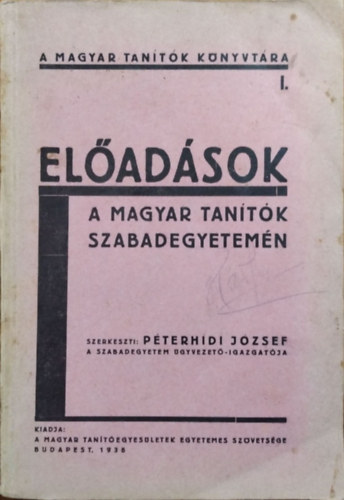 A MAGYAR TANÍTÓK KÖNYVTÁRA
I.
ELŐADÁSOK
A MAGYAR TANÍTÓK
SZABADEGYETEMÉN
SZERKESZTI: PÉTERHIDI JÓZSEF
A SZABADEGYETEM ÜGYVEZETŐ-IGAZGATÓJA
KIADJA:
A MAGYAR TANÍTÓEGYESÜLETEK EGYETEMES SZÖVETSÉGE
BUDAPEST, 1938